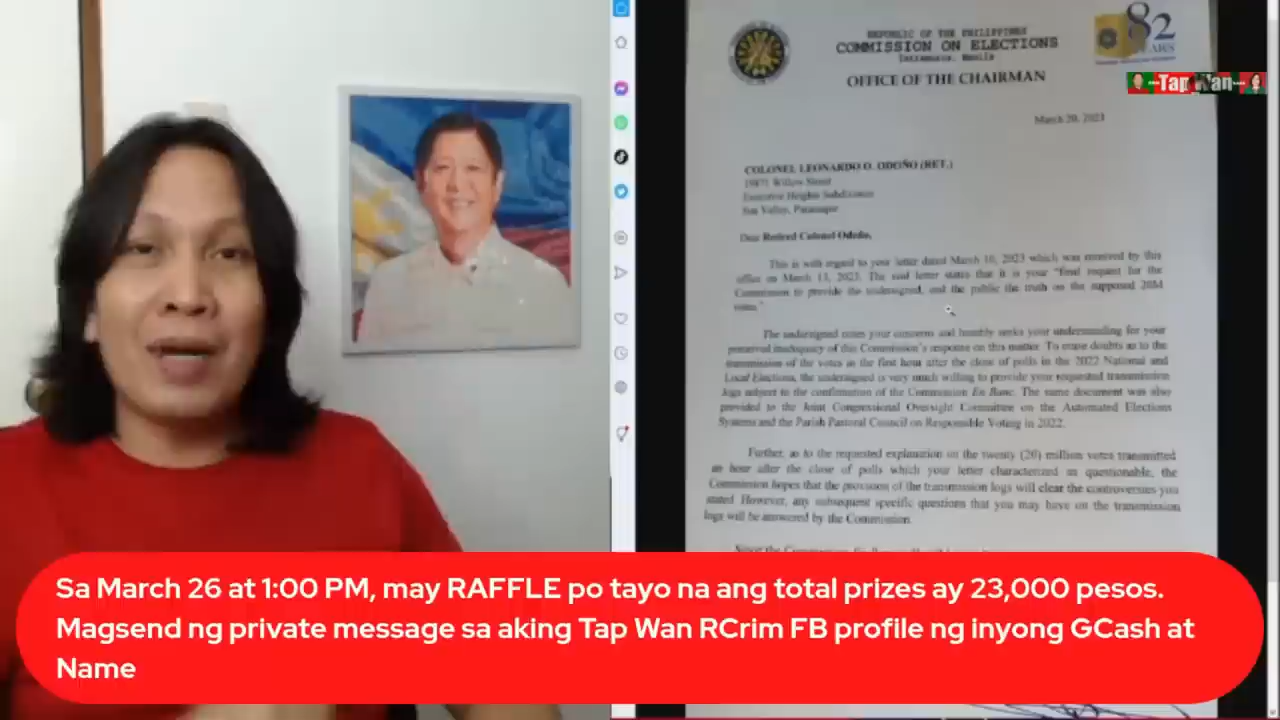 82
YEARS
REPUBLIC OF THE PHILIPPINES
COMMISSION ON ELECTIONS
Intramuros, Manila
OFFICE OF THE CHAIRMAN
Tap Wan
March 20, 2023
COLONEL LEONARDO O. ODOÑO (RET.)
Willow Street
Executive Heights Subdivision
Sun Valley, Paranaque
Dear Retired Colonel Odoño,
This is with regard to your letter dated March 10, 2023 which was received by this
office on March 13, 2023. The said letter states that it is your "final request for the
Commission to provide the undersigned, and the public the truth on the supposed 20M
votes."
The undersigned notes your concerns and humbly seeks your understanding for your
perceived inadequacy of this Commission's response on this matter. To erase doubts as to the
transmission of the votes in the first hour after the close of polls in the 2022 National and
Local Elections, the undersigned is very much willing to provide your requested transmission
logs subject to the confirmation of the Commission En Banc. The same document was also
provided to the Joint Congressional Oversight Committee on the Automated Elections
Systems and the Parish Pastoral Council on Responsible Voting in 2022.
Further, as to the requested explanation on the twenty (20) million votes transmitted
an hour after the close of polls which your letter characterized as questionable, the
Commission hopes that the provision of the transmission logs will clear the controversies you
stated. However, any subsequent specific questions that you may have on the transmission
logs will be answered by the Commission.
Sa March 26 at 1:00 PM, may RAFFLE po tayo na ang total prizes ay 23,000 pesos.
Magsend ng private message sa aking Tap Wan RCrim FB profile ng inyong GCash at
Name